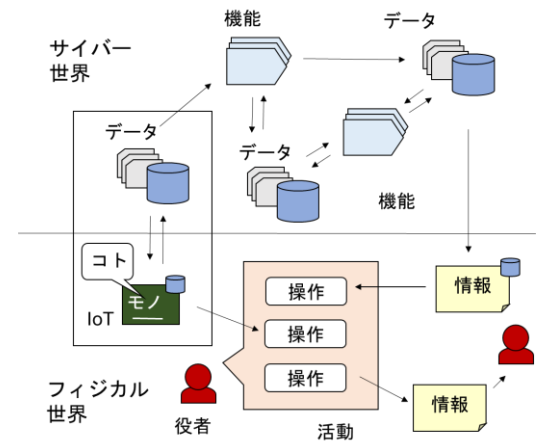 機能
データ
サイバー
世界
データ
データ
機能
コト
モノ
IoT
操作
情報
操作
操作
フィジカル
世界
役者
活動
情報